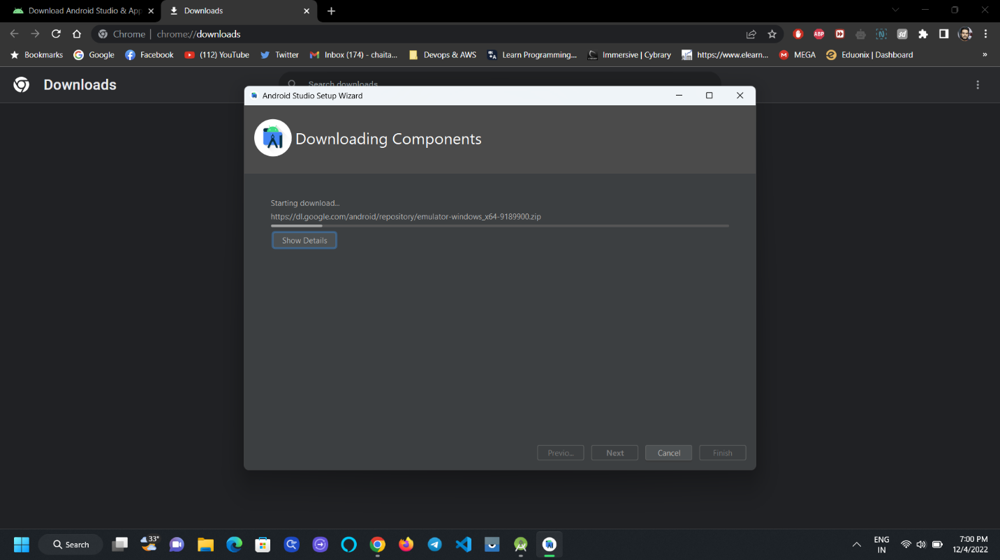 Download Android Studio & App
Downloads
Chrome
chrome://downloads
ABP
N
sd
Bookmarks
Google
Facebook
(112) YouTube
Twitter
Inbox (174) - chaita...
Devops & AWS
Learn Programming...
Immersive | Cybrary
https://www.elearn...
MEGA
Eduonix | Dashboard
»
Downloads
Search downloads
Android Studio Setup Wizard
Downloading Components
Starting download...
https://dl.google.com/android/repository/emulator-windows_x64-9189900.zip
Show Details
Previo...
Next
Cancel
Finish
Search
33°
ENG
IN
7:00 PM
12/4/2022